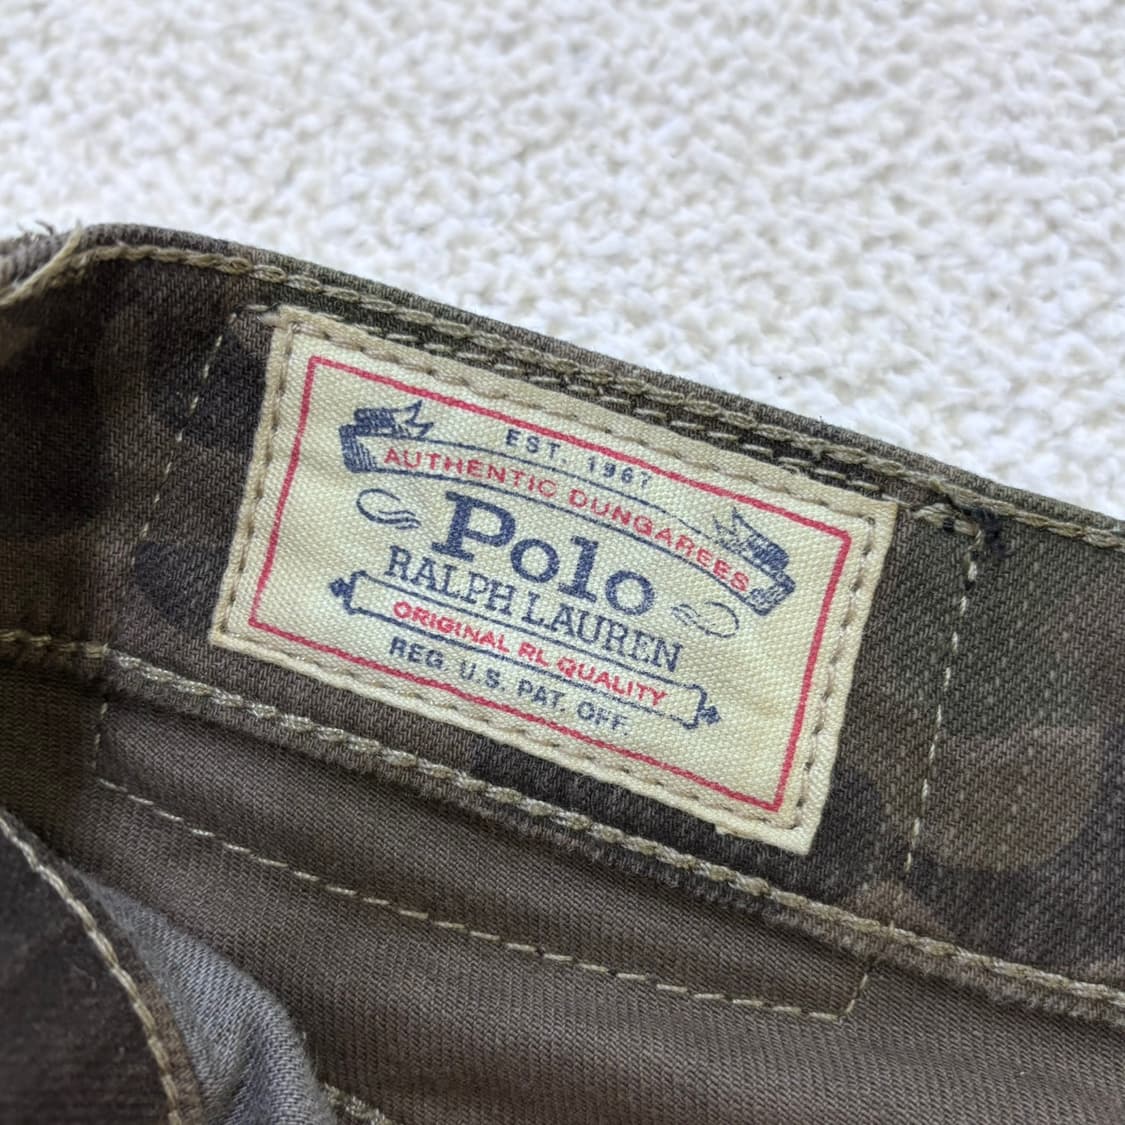 EST. 1967
AUTHENTIC DUNGAREES
Polo
RALPH LAUREN
ORIGINAL RL QUALITY
REG. U.S. PAT. OFF.